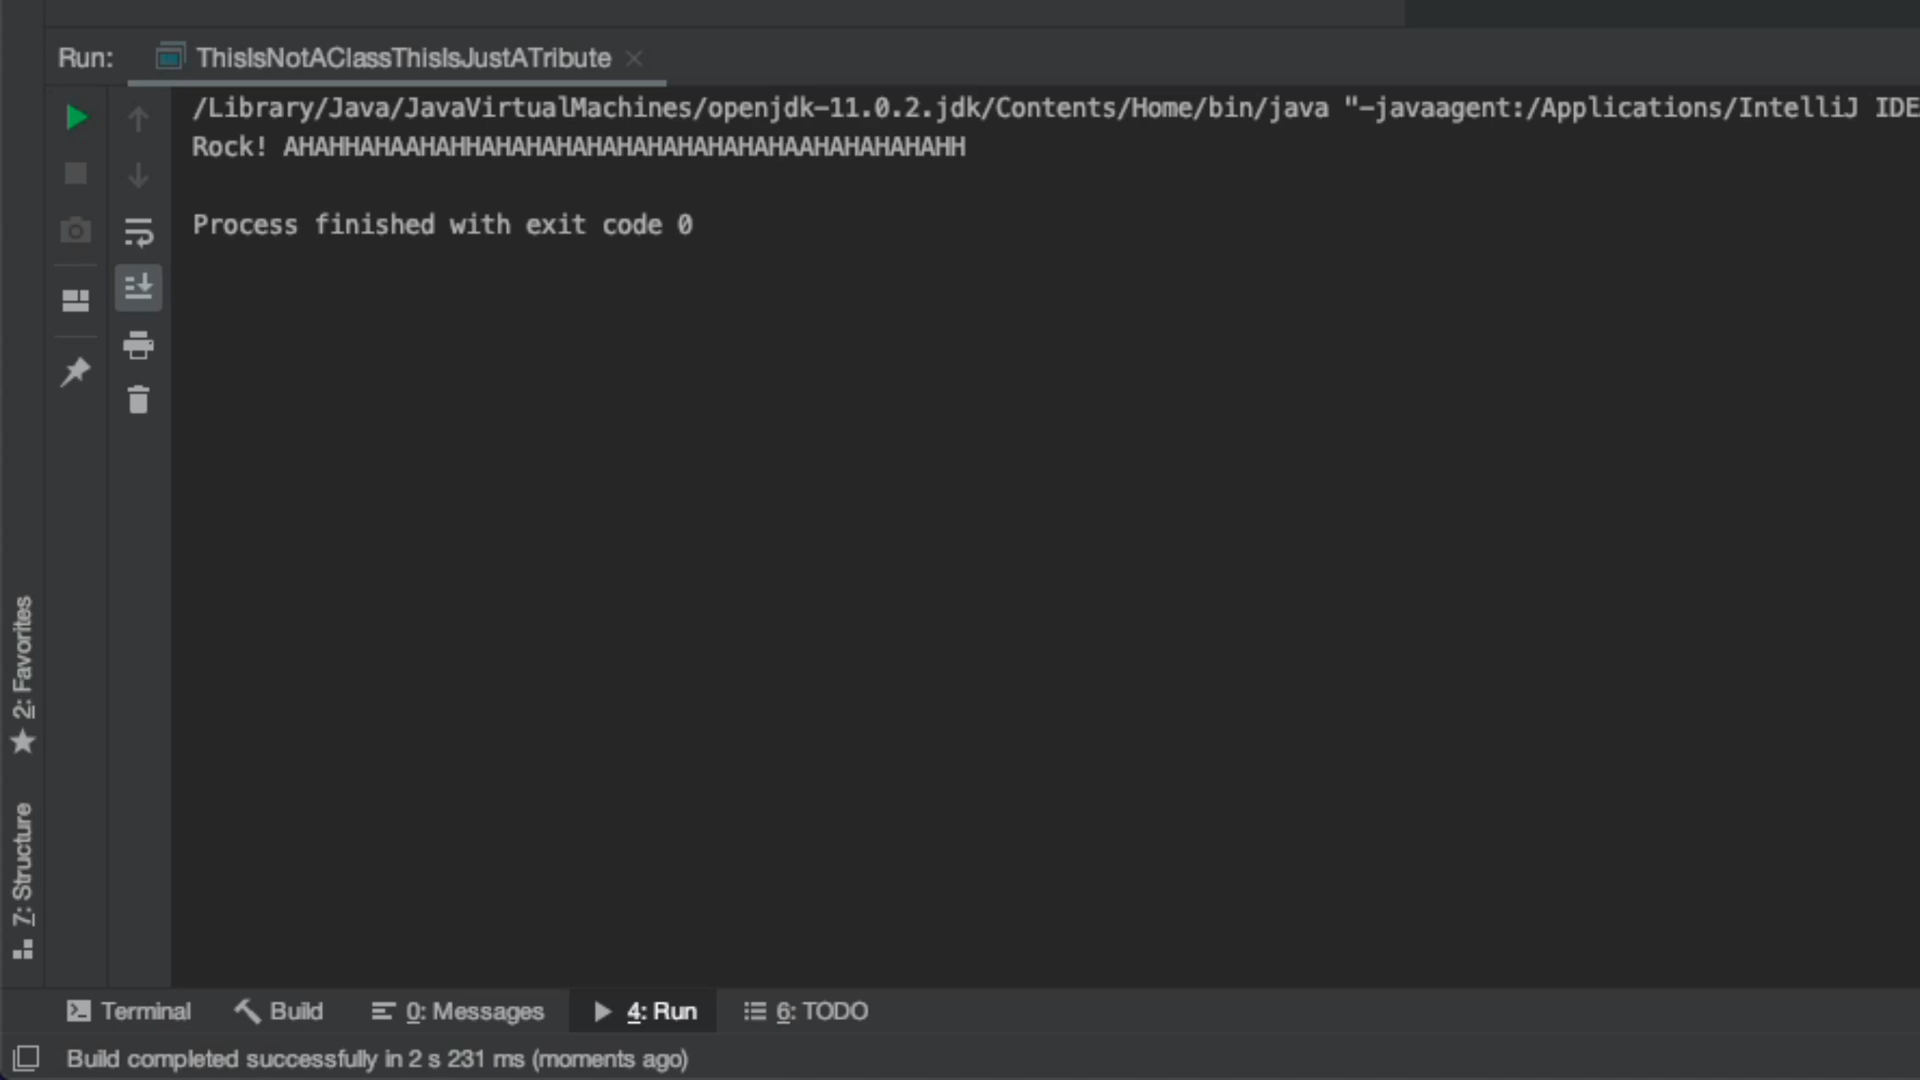 Run: ThisIsNotAClassThisIsJustATribute
/Library/Java/JavaVirtualMachines/openjdk-11.0.2.jdk/Contents/Home/bin/java "-javaagent:/Applications/IntelliJ IDE
Rock! AHAHHAHAAHAHHAHAHAHAHAHAHAHAHAHAHAAHAHAHAHAHH
Process finished with exit code 0
2: Favorites
7: Structure
Terminal Build 0: Messages 4: Run 6: TODO
Build completed successfully in 2 s 231 ms (moments ago)